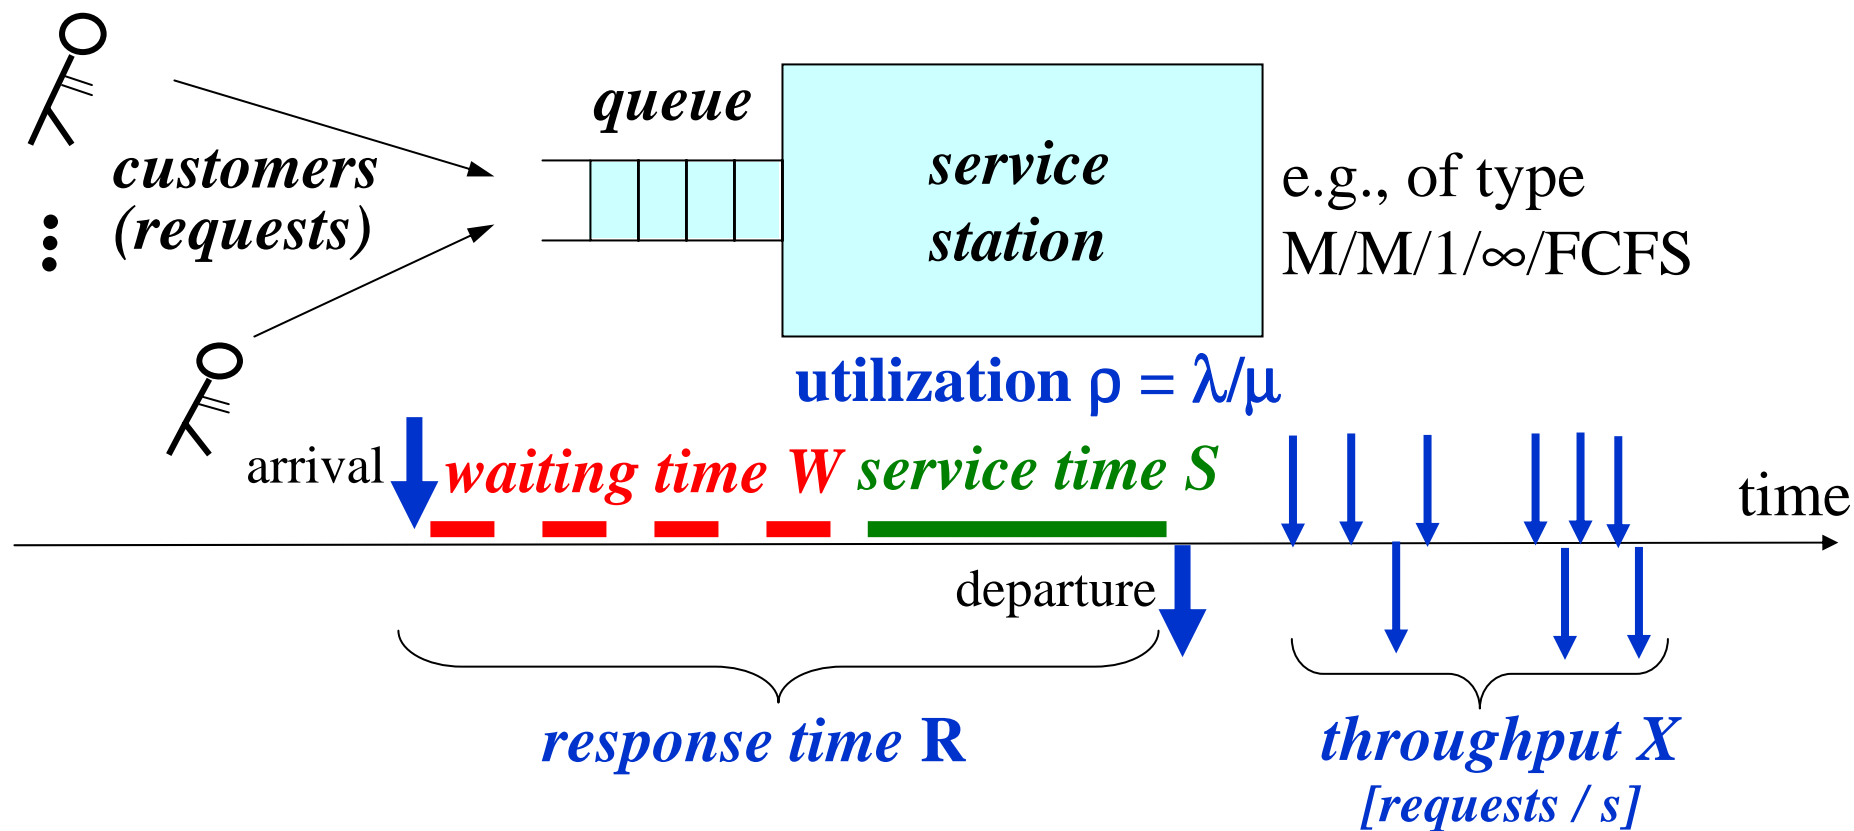 queue
customers
(requests)
service
station
e.g., of type
M/M/1/∞/FCFS
utilization ρ = λ/μ
arrival
waiting time W
service time S
time
departure
response time R
throughput X
[requests / s]